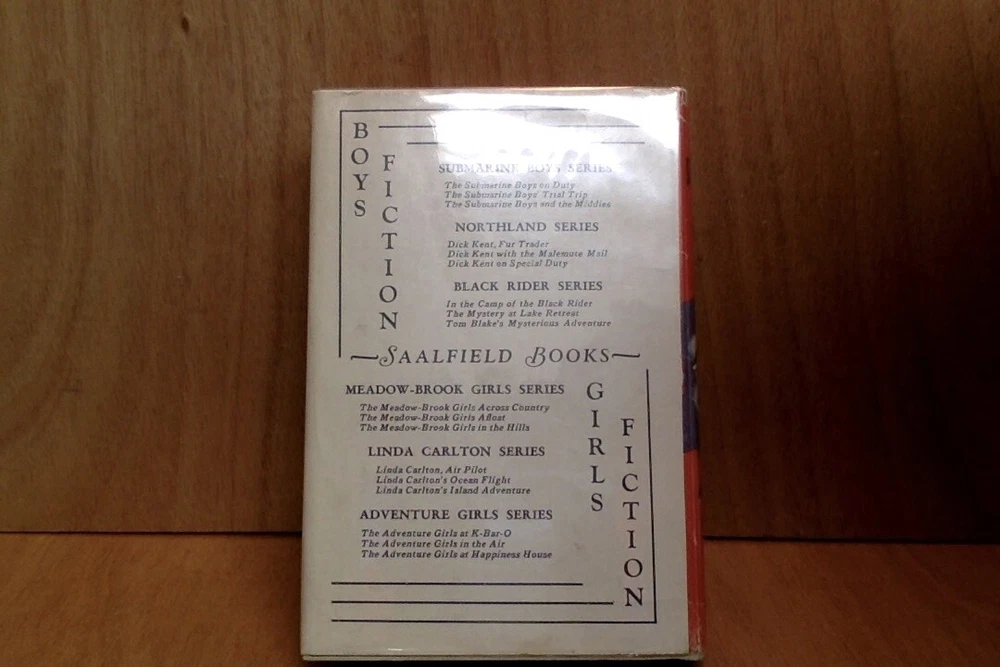 BOYS
FICTION
SUBMARINE BOYS SERIES
The Submarine Boys on Duty
The Submarine Boys' Trial Trip
The Submarine Boys and the Middies
NORTHLAND SERIES
Dick Kent, Fur Trader
Dick Kent with the Malemute Mail
Dick Kent on Special Duty
BLACK RIDER SERIES
In the Camp of the Black Rider
The Mystery at Lake Retreat
Tom Blake's Mysterious Adventure
SAALFIELD BOOKS
GIRLS
FICTION
MEADOW-BROOK GIRLS SERIES
The Meadow-Brook Girls Across Country
The Meadow-Brook Girls Afloat
The Meadow-Brook Girls in the Hills
LINDA CARLTON SERIES
Linda Carlton, Air Pilot
Linda Carlton's Ocean Flight
Linda Carlton's Island Adventure
ADVENTURE GIRLS SERIES
The Adventure Girls at K-Bar-O
The Adventure Girls in the Air
The Adventure Girls at Happiness House